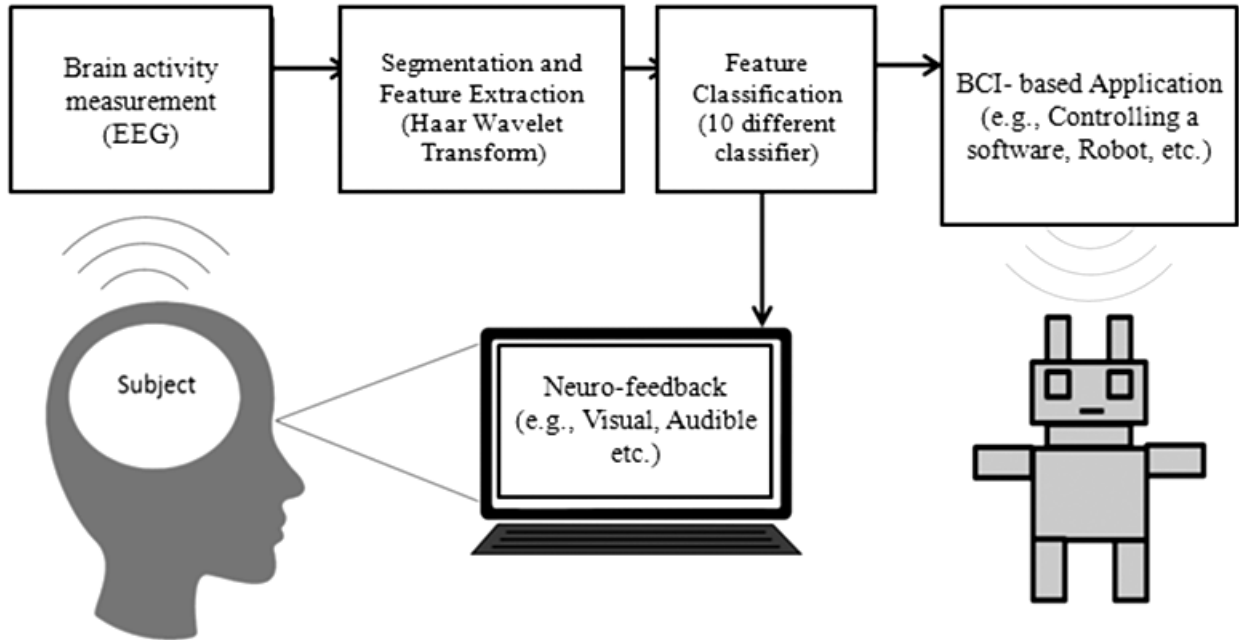 Brain activity
measurement
(EEG)
Segmentation and
Feature Extraction
(Haar Wavelet
Transform)
Feature
Classification
(10 different
classifier)
BCI- based Application
(e.g., Controlling a
software, Robot, etc.)
Subject
Neuro-feedback
(e.g., Visual, Audible
etc.)